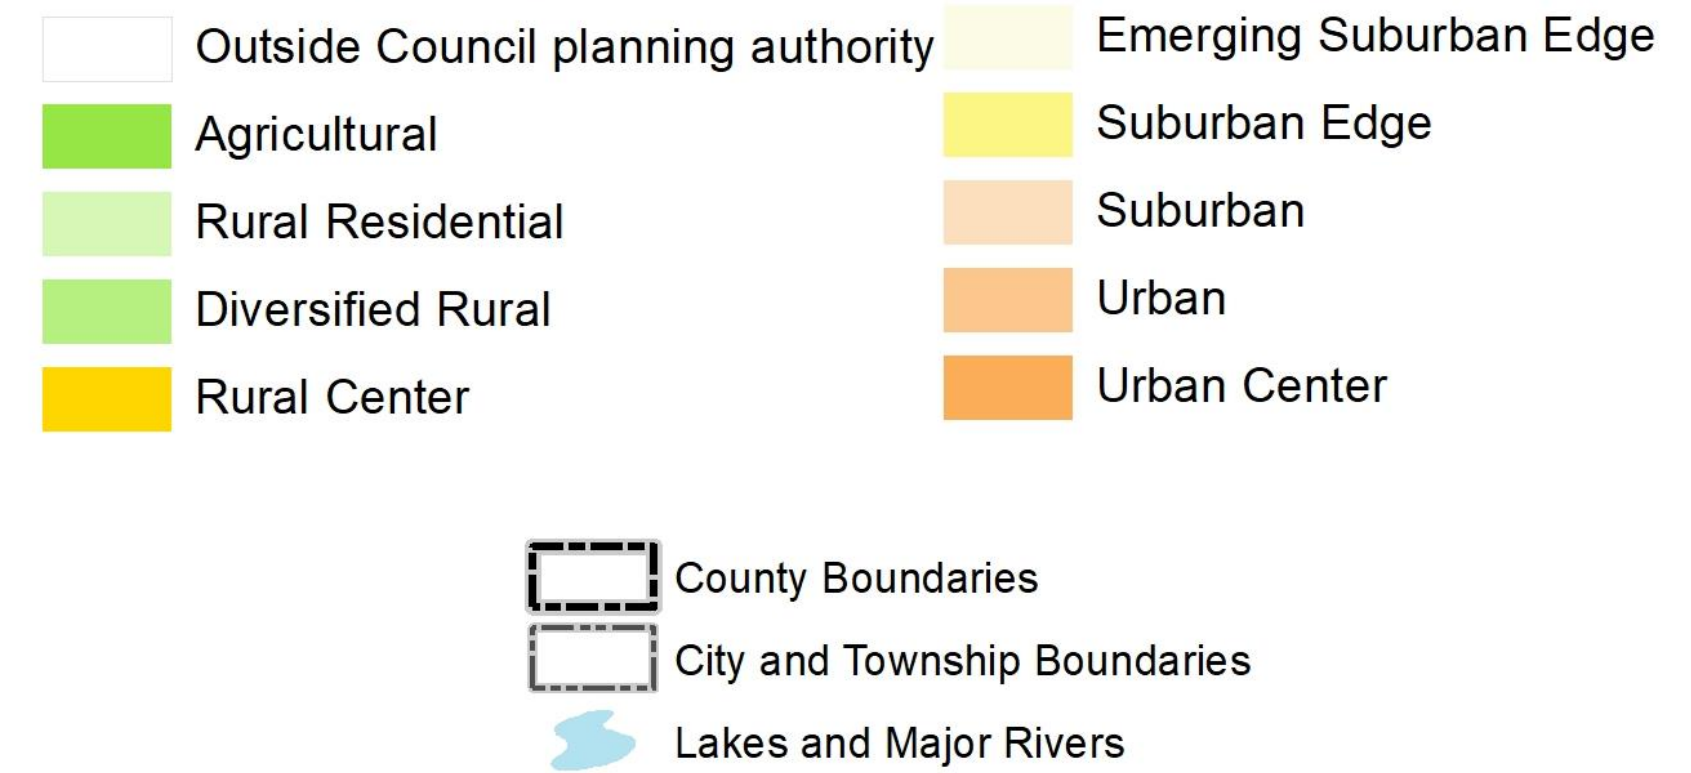 Outside Council planning authority
Agricultural
Rural Residential
Diversified Rural
Rural Center
Emerging Suburban Edge
Suburban Edge
Suburban
Urban
Urban Center
County Boundaries
City and Township Boundaries
Lakes and Major Rivers